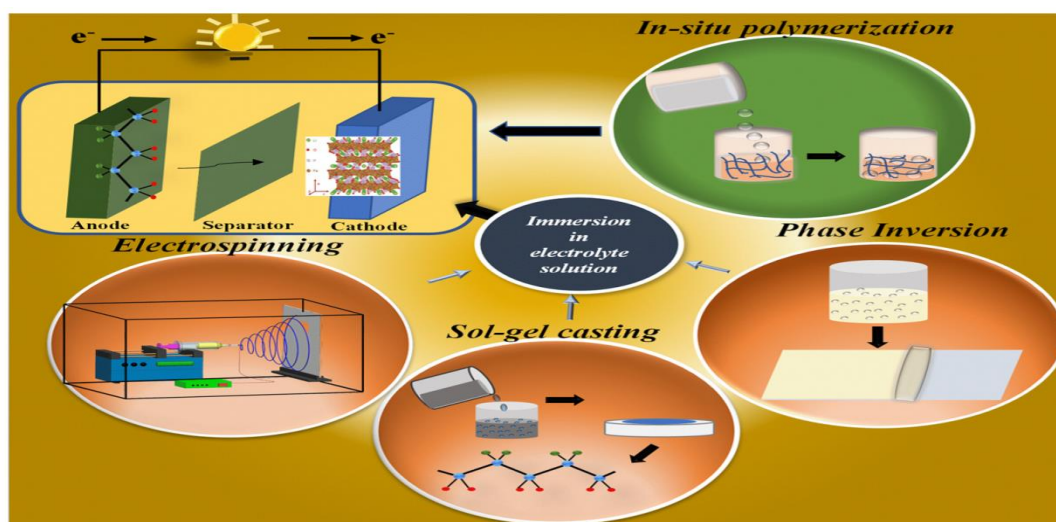 e- e-
In-situ polymerization
Anode Separator Cathode
Immersion
in
electrolyte
solution
Electrospinning
Phase Inversion
Sol-gel casting